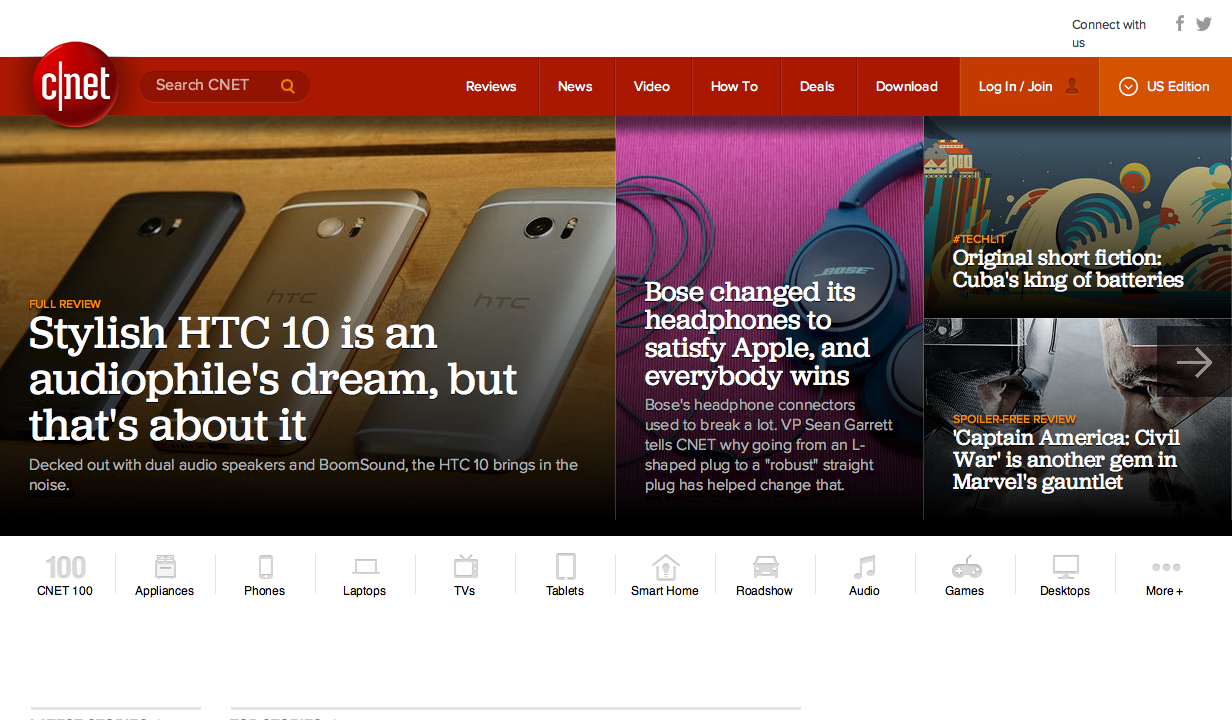 Connect with
us
c|net
Search CNET
Reviews
News
Video
How To
Deals
Download
Log In / Join
US Edition
FULL REVIEW
Stylish HTC 10 is an
audiophile's dream, but
that's about it
Decked out with dual audio speakers and BoomSound, the HTC 10 brings in the
noise.
hTC
hTC
BOSE
Bose changed its
headphones to
satisfy Apple, and
everybody wins
Bose's headphone connectors
used to break a lot. VP Sean Garrett
tells CNET why going from an L-
shaped plug to a "robust" straight
plug has helped change that.
#TECHLIT
Original short fiction:
Cuba's king of batteries
SPOILER-FREE REVIEW
'Captain America: Civil
War' is another gem in
Marvel's gauntlet
100
CNET 100
Appliances
Phones
Laptops
TVs
Tablets
Smart Home
Roadshow
Audio
Games
Desktops
More +